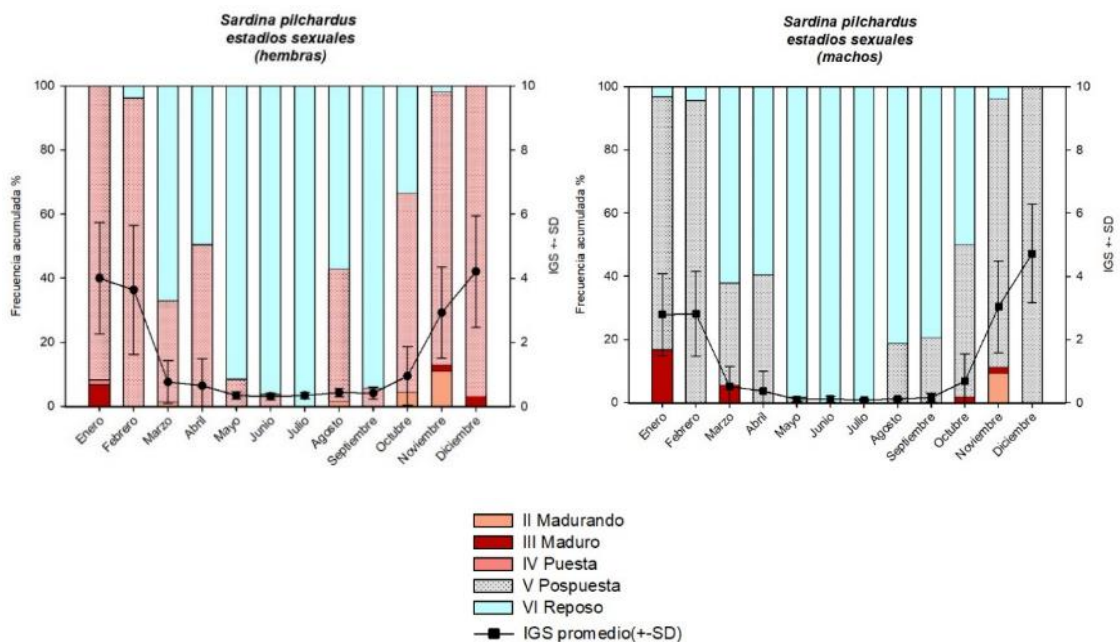 Sardina pilchardus
estadios sexuales
(hembras)
100
80
60
40
20
0
Frecuencia acumulada %
10
8
6
4
2
0
IGS +- SD
Enero
Febrero
Marzo
Abril
Mayo
Junio
Julio
Agosto
Septiembre
Octubre
Noviembre
Diciembre
Sardina pilchardus
estadios sexuales
(machos)
100
80
60
40
20
0
Frecuencia acumulada %
10
8
6
4
2
0
IGS +- SD
Enero
Febrero
Marzo
Abril
Mayo
Junio
Julio
Agosto
Septiembre
Octubre
Noviembre
Diciembre
II Madurando
III Maduro
IV Puesta
V Pospuesta
VI Reposo
IGS promedio(+-SD)